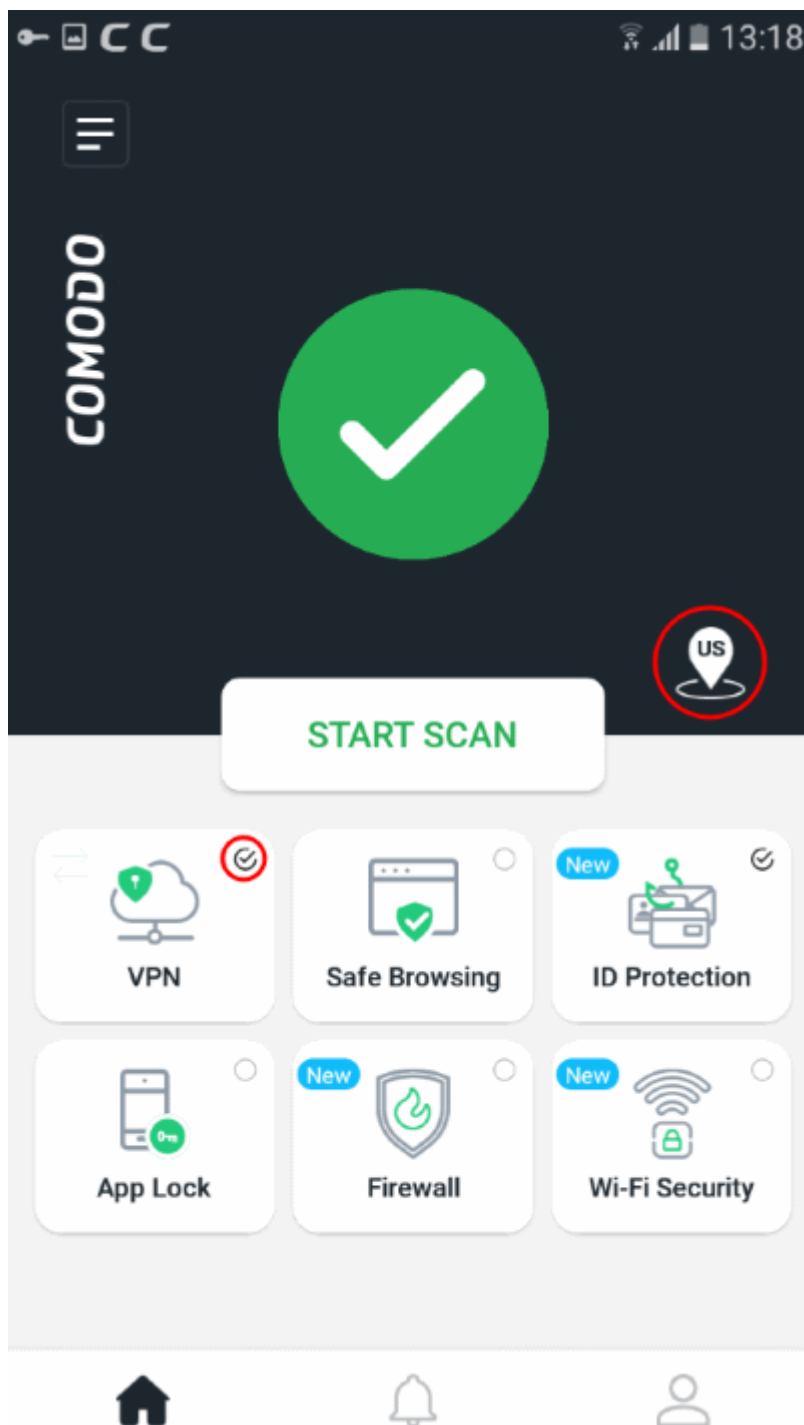 C C 13:18
COMODO
US
START SCAN
VPN
Safe Browsing
New
ID Protection
App Lock
New
Firewall
New
Wi-Fi Security